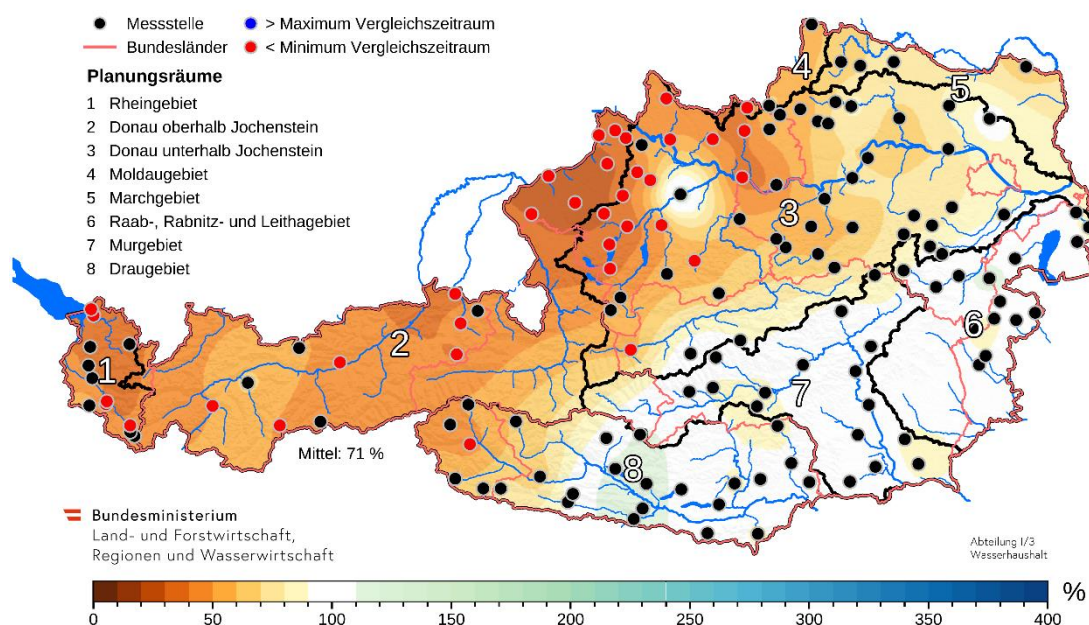 Messstelle
> Maximum Vergleichszeitraum
Bundesländer
< Minimum Vergleichszeitraum
Planungsräume
1 Rheingebiet
2 Donau oberhalb Jochenstein
3 Donau unterhalb Jochenstein
4 Moldaugebiet
5 Marchgebiet
6 Raab-, Rabnitz- und Leithagebiet
7 Murgebiet
8 Draugebiet
4
5
3
2
1
6
7
8
Mittel: 71 %
Bundesministerium
Land- und Forstwirtschaft,
Regionen und Wasserwirtschaft
Abteilung I/3
Wasserhaushalt
%
0 50 100 150 200 250 300 350 400